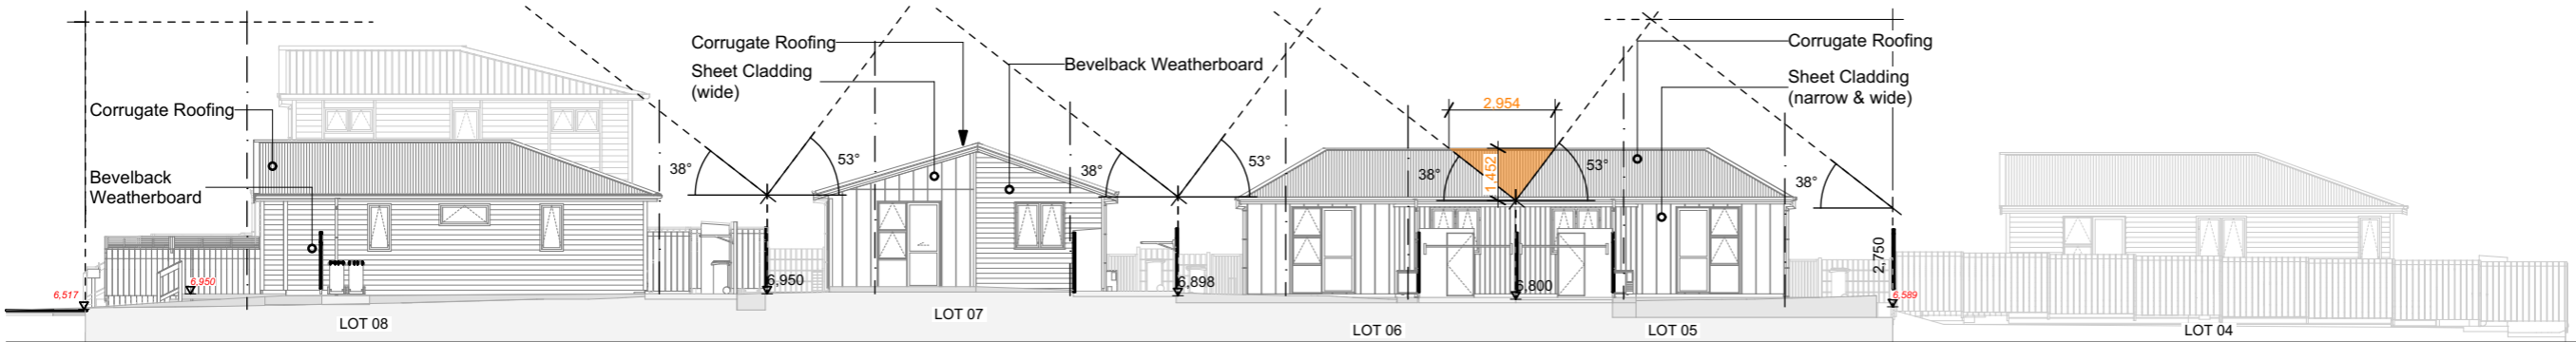 Corrugate Roofing
Bevelback
Weatherboard
6,517
6,950
LOT 08
38°
53°
6,950
Corrugate Roofing
Sheet Cladding
(wide)
Bevelback Weatherboard
LOT 07
38°
53°
6,898
2.954
1.452
38°
53°
6,800
LOT 06
LOT 05
Corrugate Roofing
Sheet Cladding
(narrow & wide)
38°
2,750
6,589
LOT 04